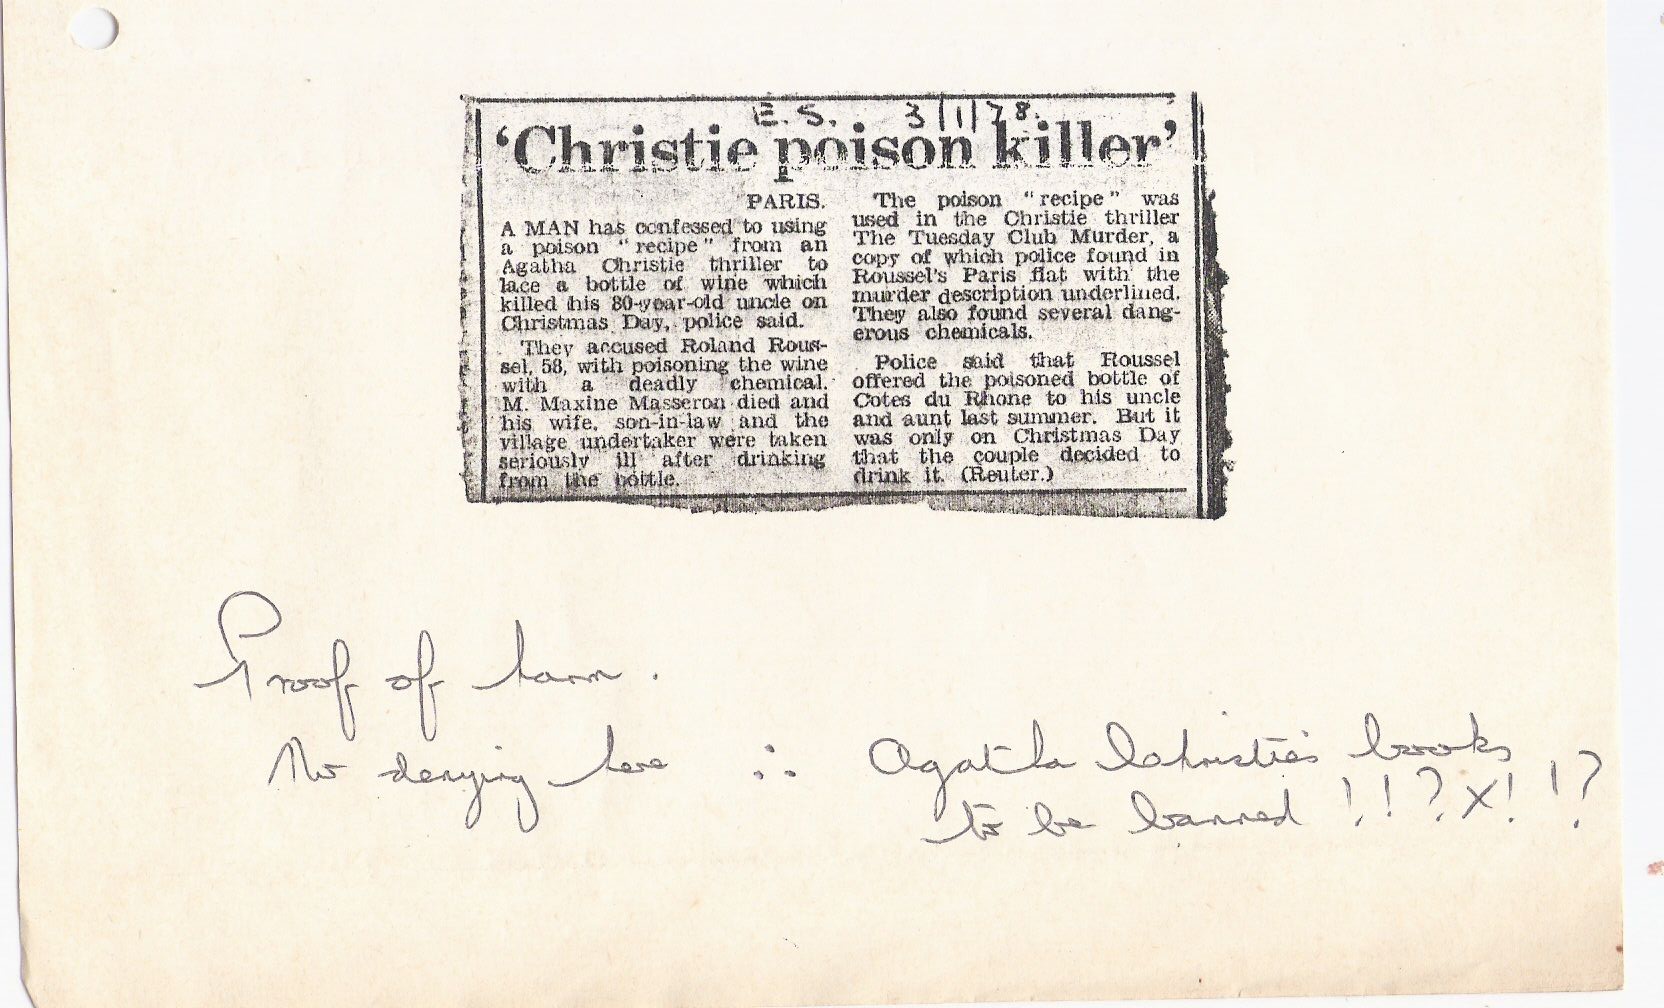 E.S. 3/1/78.
‘Christie poison killer’
PARIS.
A MAN has confessed to using
a poison “recipe” from an
Agatha Christie thriller to
lace a bottle of wine which
killed his 80-year-old uncle on
Christmas Day, police said.
They accused Roland Rous-
sel, 58, with poisoning the wine
with a deadly chemical.
M. Maxine Masseron died and
his wife, son-in-law and the
village undertaker were taken
seriously ill after drinking
from the bottle.
The poison “recipe” was
used in the Christie thriller
The Tuesday Club Murder, a
copy of which police found in
Roussel's Paris flat with the
murder description underlined.
They also found several dang-
erous chemicals.
Police said that Roussel
offered the poisoned bottle of
Cotes du Rhone to his uncle
and aunt last summer. But it
was only on Christmas Day
that the couple decided to
drink it. (Reuter.)
Proof of harm.
No denying here ∴ Agatha Christie's books
to be banned !!?X!!?